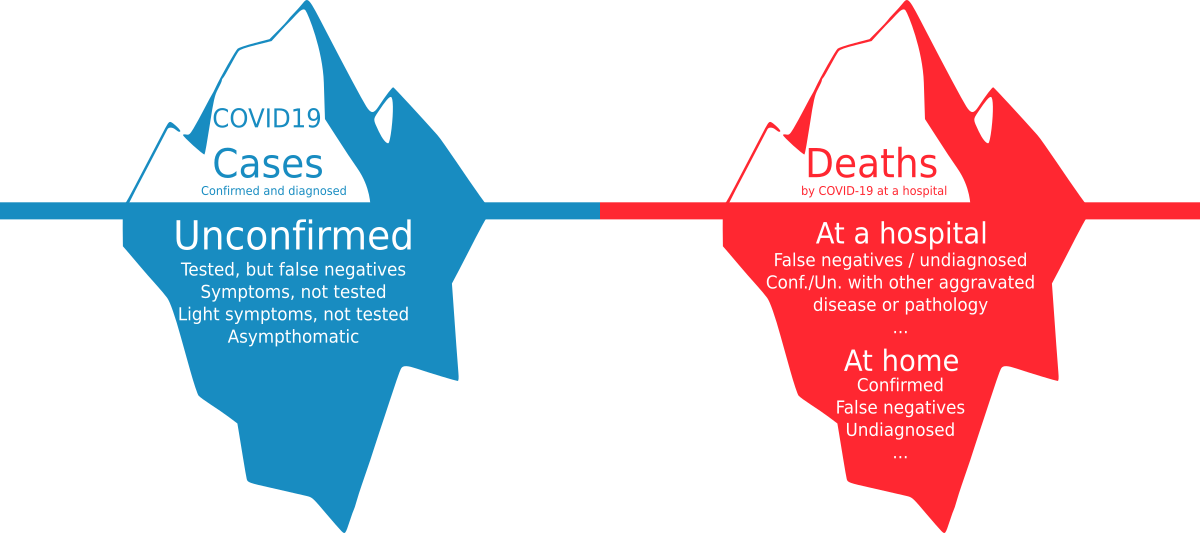 COVID19
Cases
Confirmed and diagnosed
Unconfirmed
Tested, but false negatives
Symptoms, not tested
Light symptoms, not tested
Asympthomatic
Deaths
by COVID-19 at a hospital
At a hospital
False negatives / undiagnosed
Conf./Un. with other aggravated
disease or pathology
...
At home
Confirmed
False negatives
Undiagnosed
...